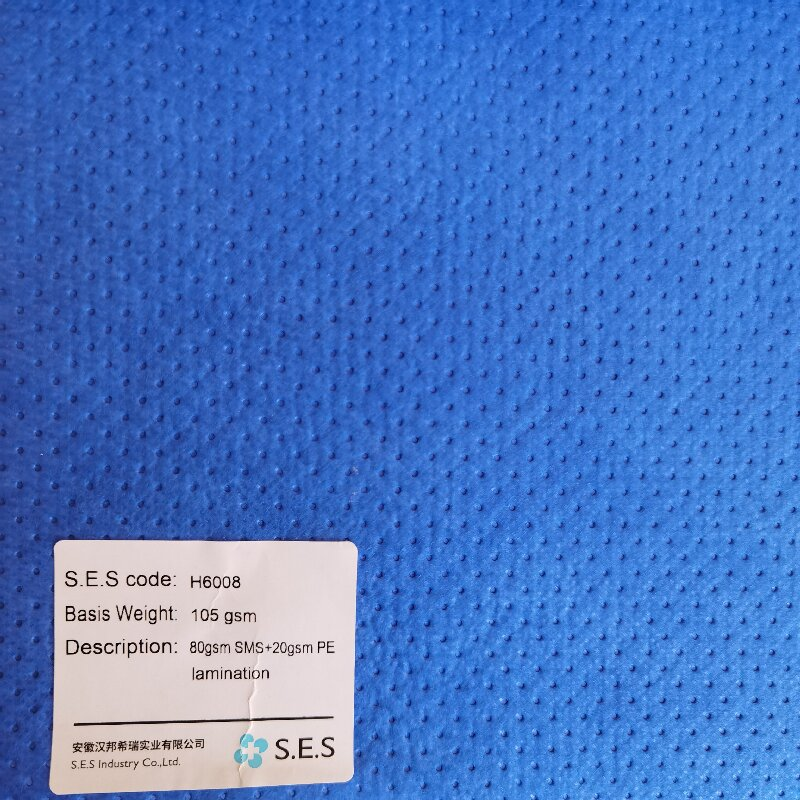 S.E.S code: H6008
Basis Weight: 105 gsm
Description: 80gsm SMS+20gsm PE
lamination
安徽汉邦希瑞实业有限公司
S.E.S Industry Co.,Ltd.
S.E.S